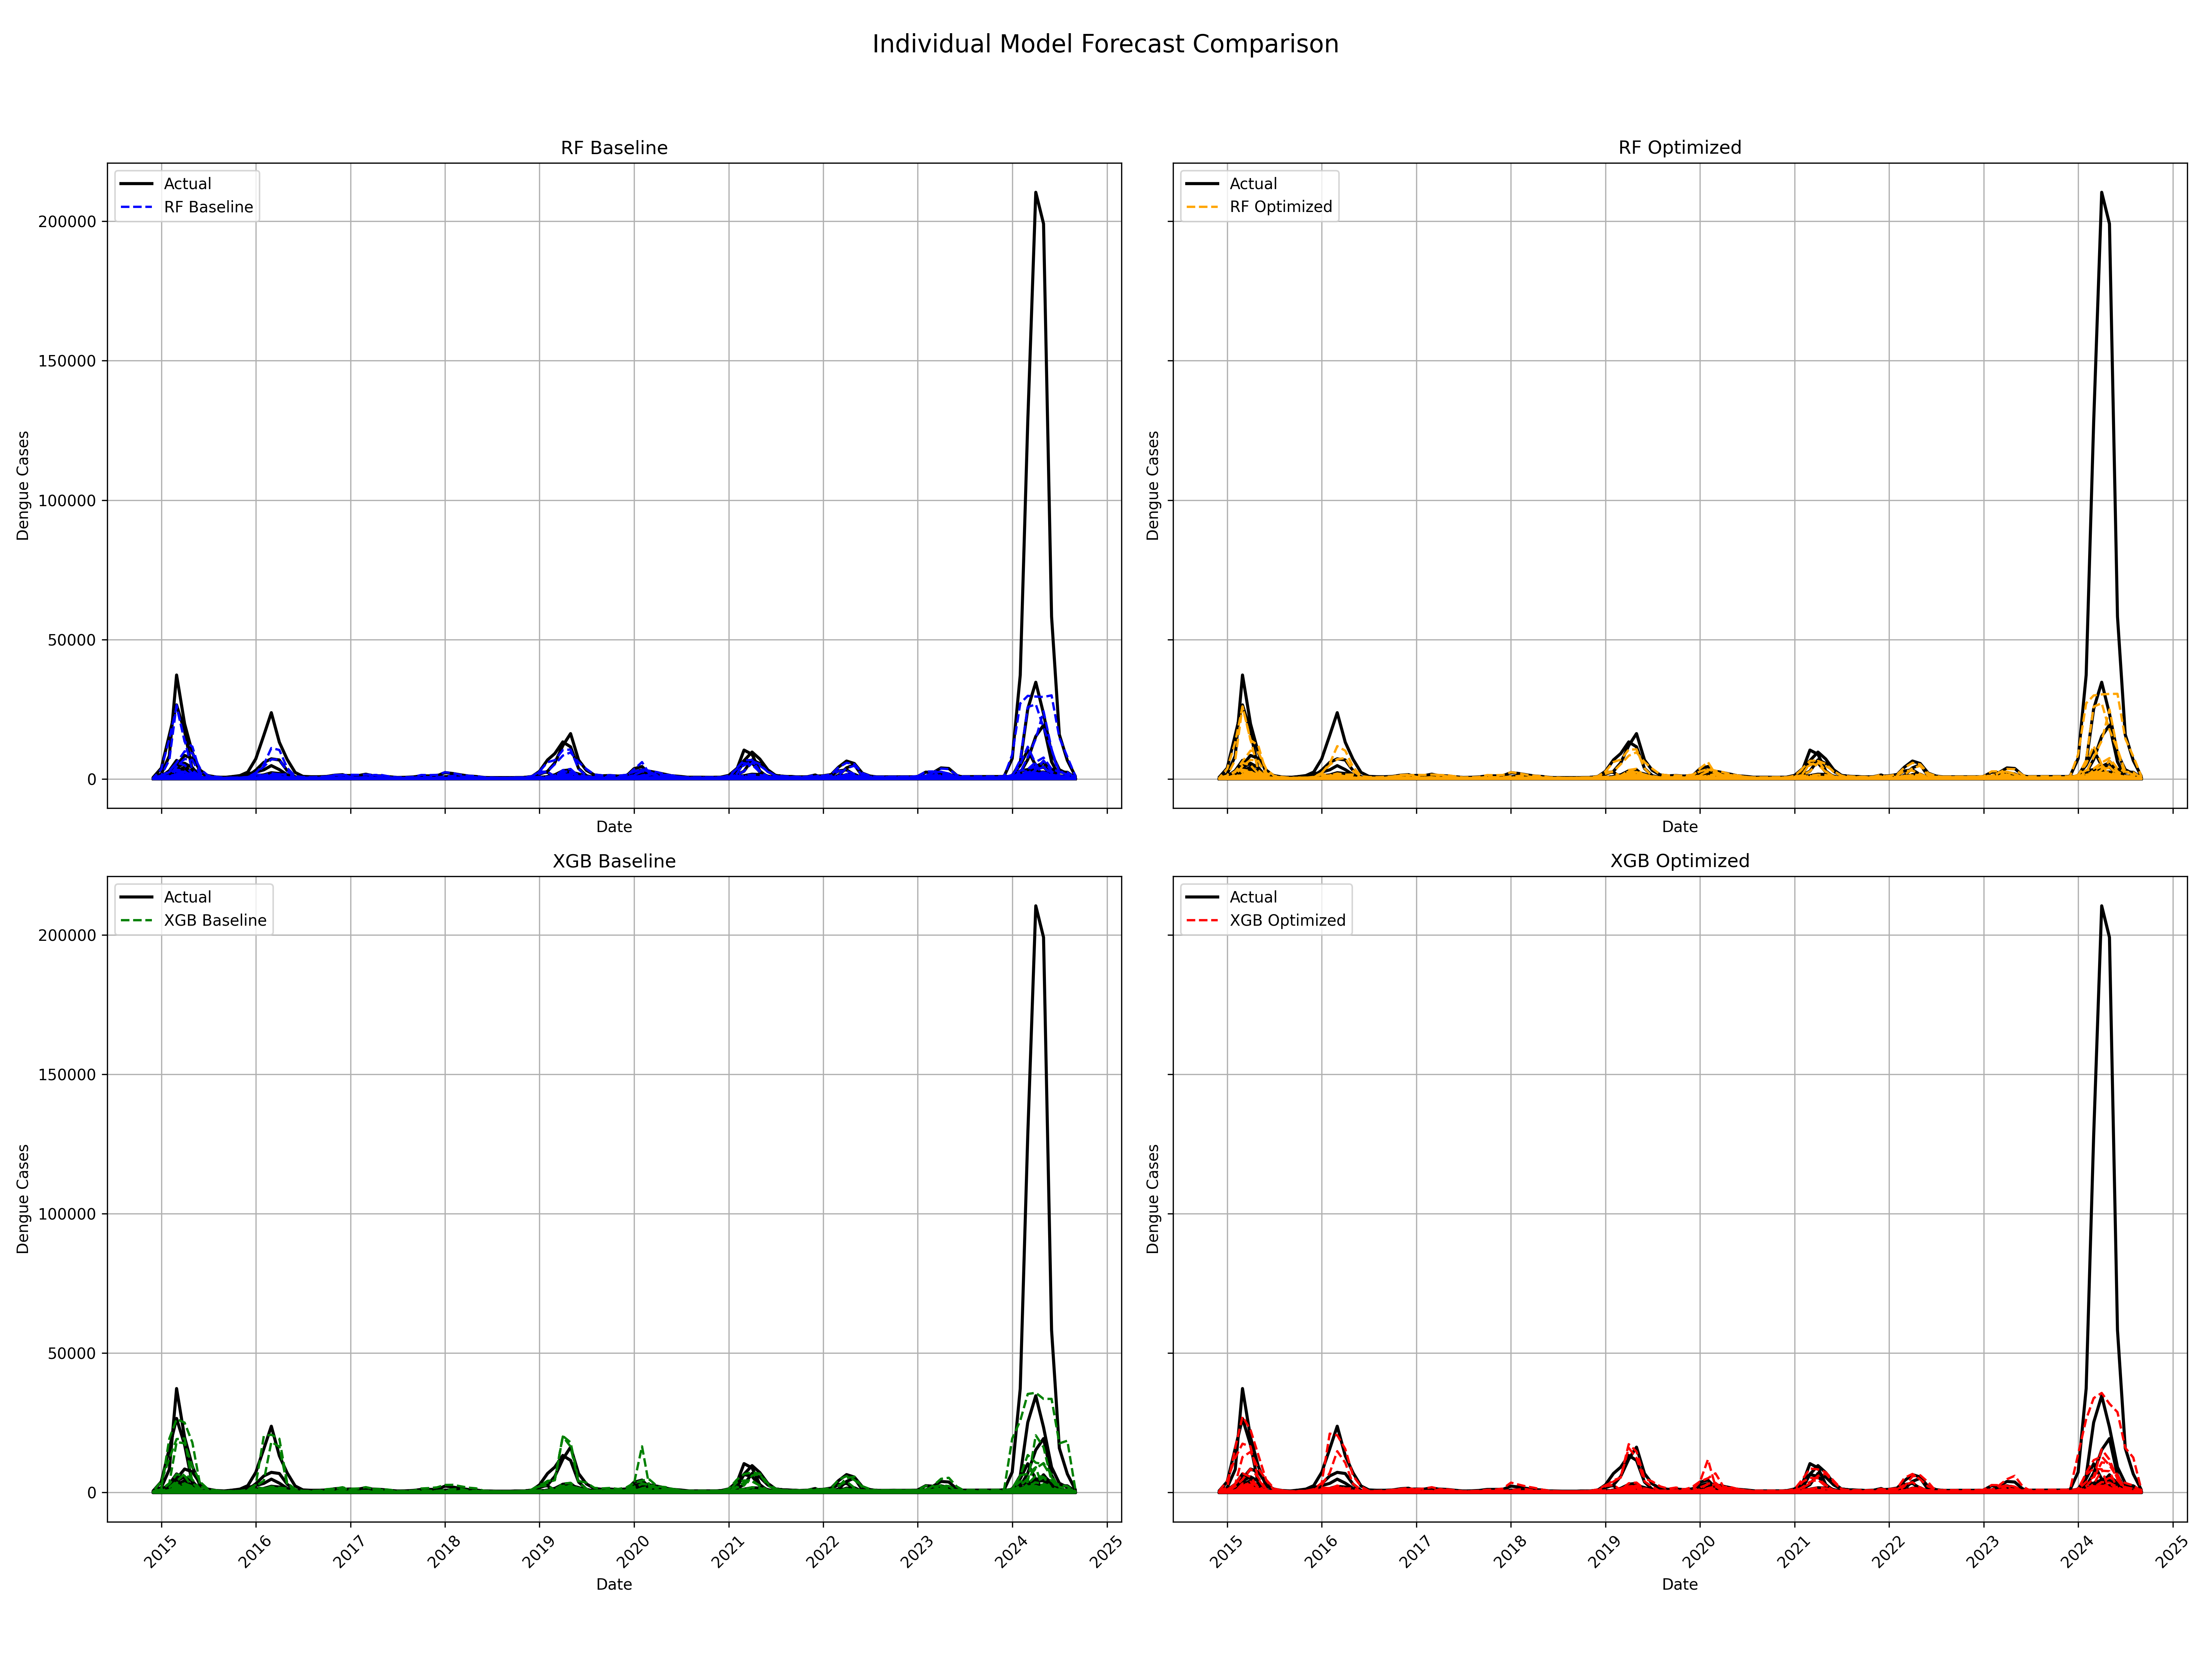 Individual Model Forecast Comparison
RF Baseline
Actual
RF Baseline
200000
150000
100000
50000
0
Dengue Cases
Date
RF Optimized
Actual
RF Optimized
Dengue Cases
Date
XGB Baseline
Actual
XGB Baseline
200000
150000
100000
50000
0
Dengue Cases
2015 2016 2017 2018 2019 2020 2021 2022 2023 2024 2025
Date
XGB Optimized
Actual
XGB Optimized
Dengue Cases
2015 2016 2017 2018 2019 2020 2021 2022 2023 2024 2025
Date